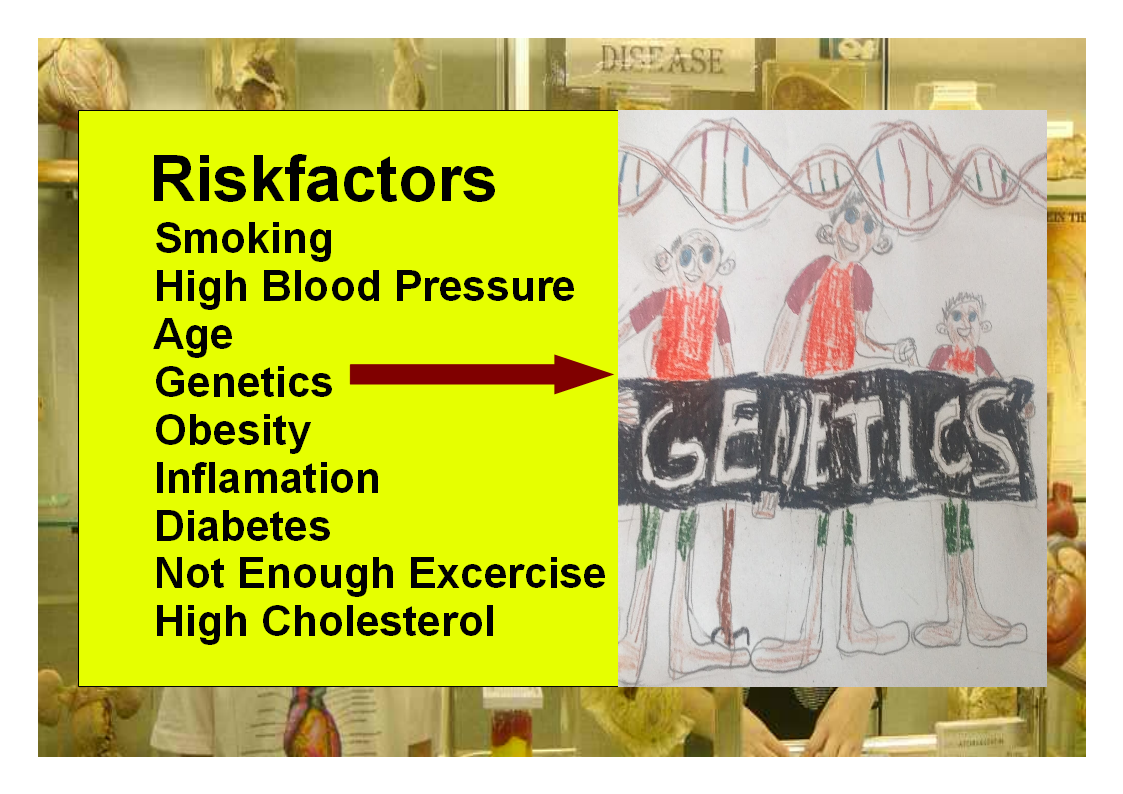 DISEASE
Riskfactors
Smoking
High Blood Pressure
Age
Genetics
Obesity
Inflamation
Diabetes
Not Enough Excercise
High Cholesterol
GENETICS